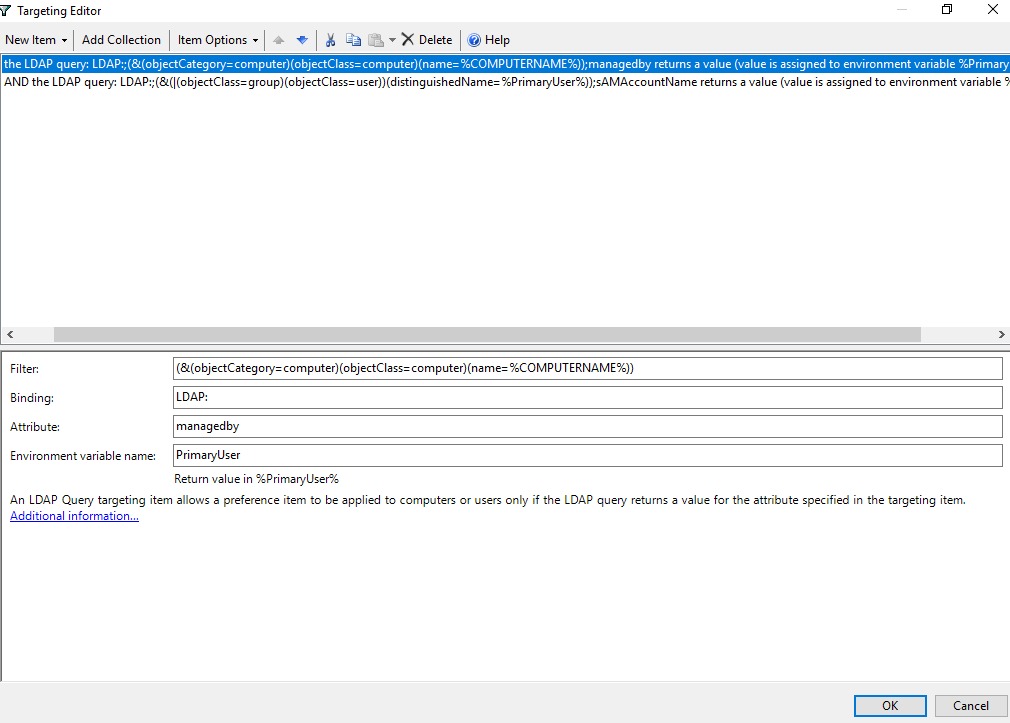 Targeting Editor
New Item Add Collection Item Options Delete Help
the LDAP query: LDAP:;(&(objectCategory=computer)(objectClass=computer)(name=%COMPUTERNAME%));managedby returns a value (value is assigned to environment variable %Primary
AND the LDAP query: LDAP:;(&(|(objectClass=group)(objectClass=user))(distinguishedName=%PrimaryUser%));sAMAccountName returns a value (value is assigned to environment variable %
Filter: (&(objectCategory=computer)(objectClass=computer)(name=%COMPUTERNAME%))
Binding: LDAP:
Attribute: managedby
Environment variable name: PrimaryUser
Return value in %PrimaryUser%
An LDAP Query targeting item allows a preference item to be applied to computers or users only if the LDAP query returns a value for the attribute specified in the targeting item.
Additional information...
OK Cancel